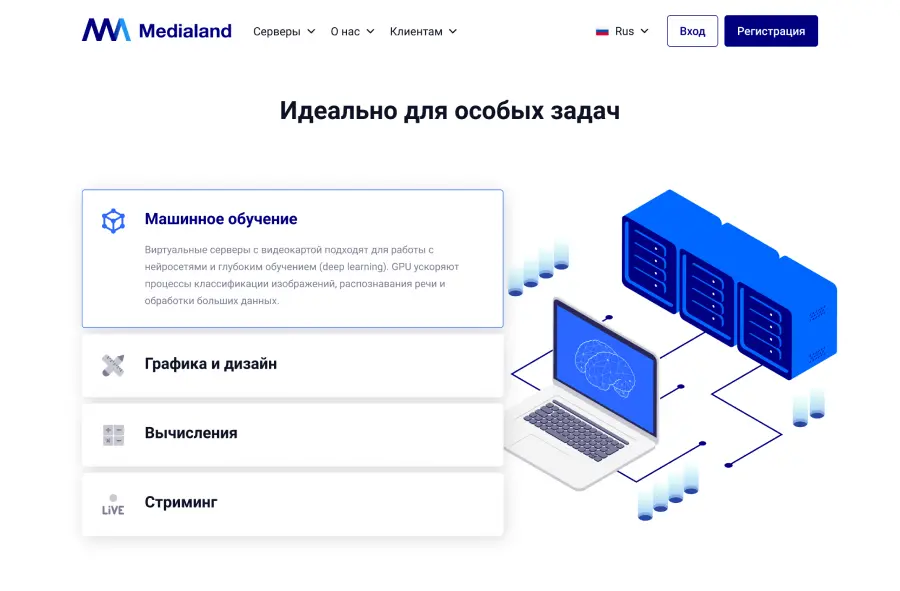 Medialand Серверы О нас Клиентам Rus Вход Регистрация
Идеально для особых задач
Машинное обучение
Виртуальные серверы с видеокартой подходят для работы с
нейросетями и глубоким обучением (deep learning). GPU ускоряют
процессы классификации изображений, распознавания речи и
обработки больших данных.
Графика и дизайн
Вычисления
LiVE
Стриминг